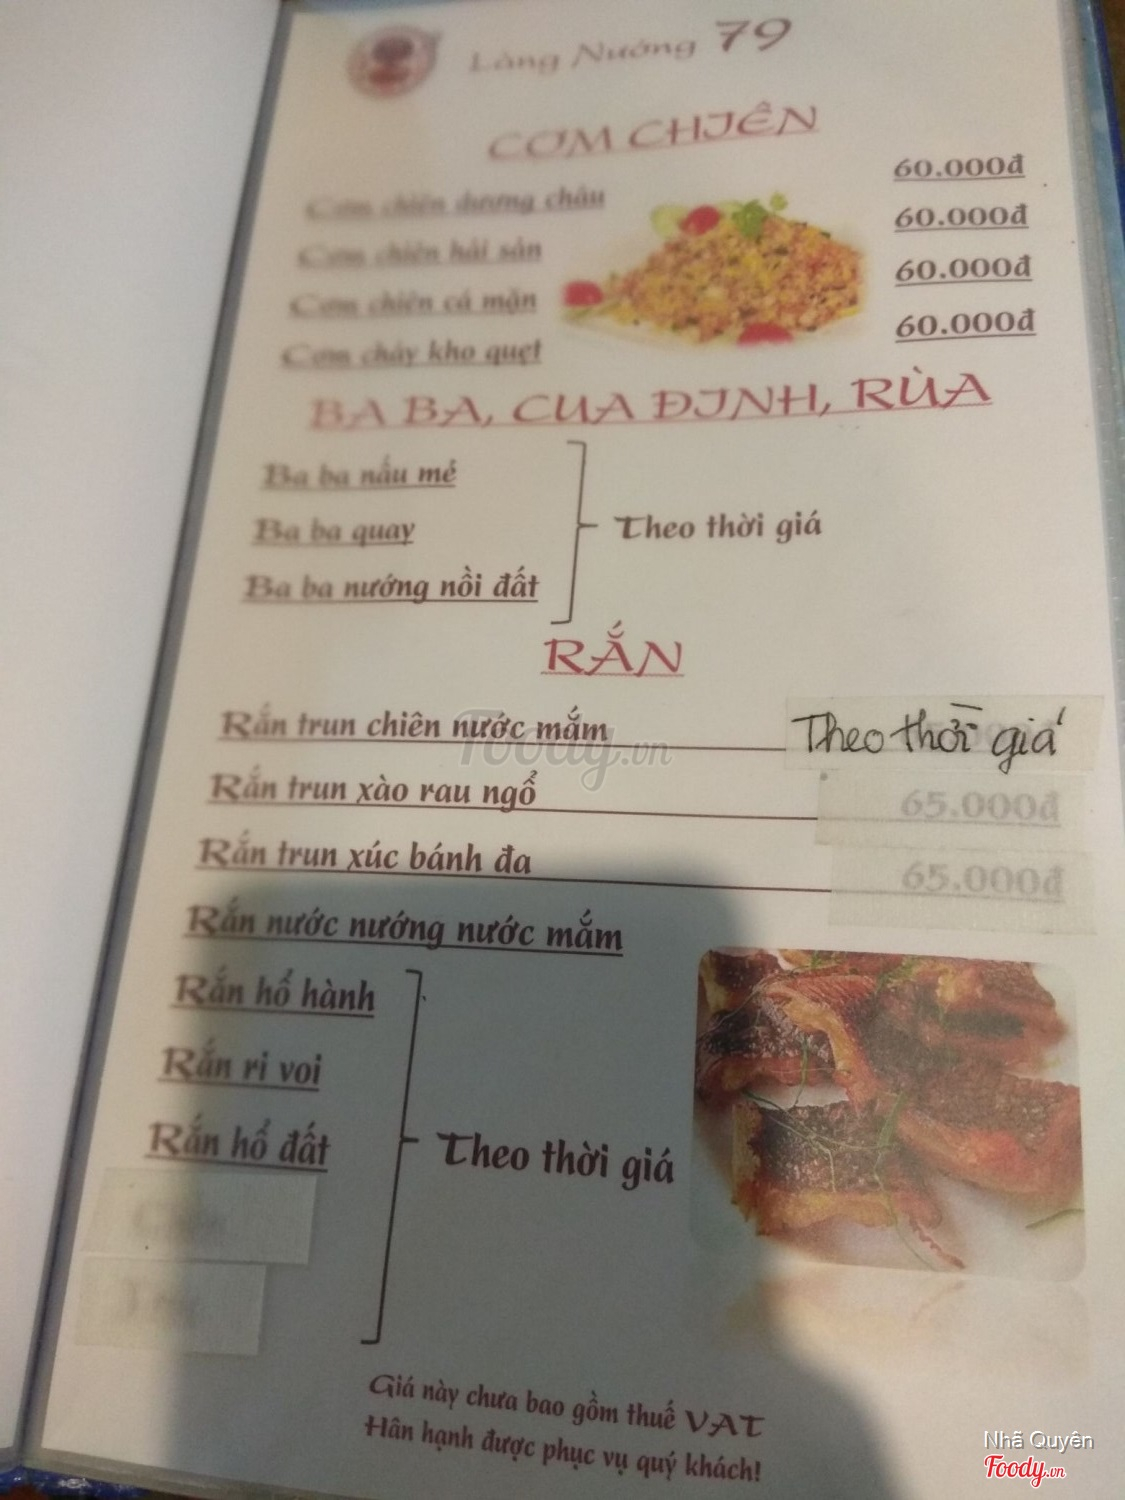 Làng Nướng 79
CƠM CHIÊN
Cơm chiên dương châu 60.000đ
Cơm chiên hải sản 60.000đ
Cơm chiên cá mặn 60.000đ
Cơm cháy kho quẹt 60.000đ
BA BA, CUA ĐINH, RÙA
Ba ba nấu mẻ
Ba ba quay
Ba ba nướng nồi đất
Theo thời giá
RẮN
Rắn trun chiên nước mắm Theo thời giá
Foody.vn
Rắn trun xào rau ngổ 65.000đ
Rắn trun xúc bánh đa 65.000đ
Rắn nước nướng nước mắm
Rắn hổ hành
Rắn ri voi
Rắn hổ đất
Theo thời giá
Giá này chưa bao gồm thuế VAT
Hân hạnh được phục vụ quý khách!
Nhã Quyên
Foody.vn